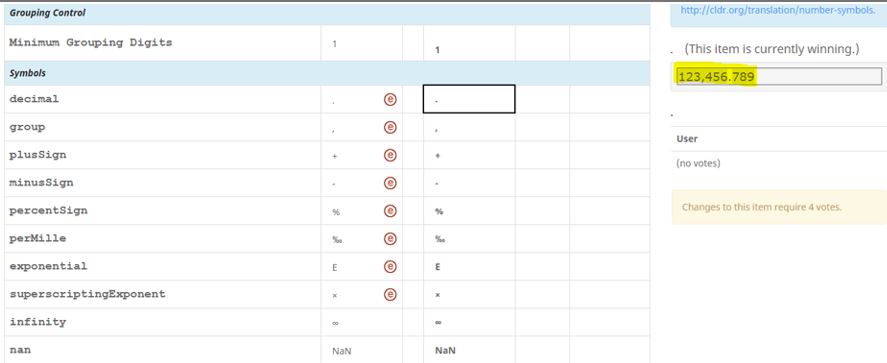 Grouping Control
Minimum Grouping Digits 1 1
Symbols
decimal . ⓔ .
group , ⓔ ,
plusSign + ⓔ +
minusSign - ⓔ -
percentSign % ⓔ %
perMille ‰ ⓔ ‰
exponential E ⓔ E
superscriptingExponent × ⓔ ×
infinity ∞ ∞
nan NaN NaN
http://cldr.org/translation/number-symbols.
. (This item is currently winning.)
123,456.789
.
User
(no votes)
Changes to this item require 4 votes.